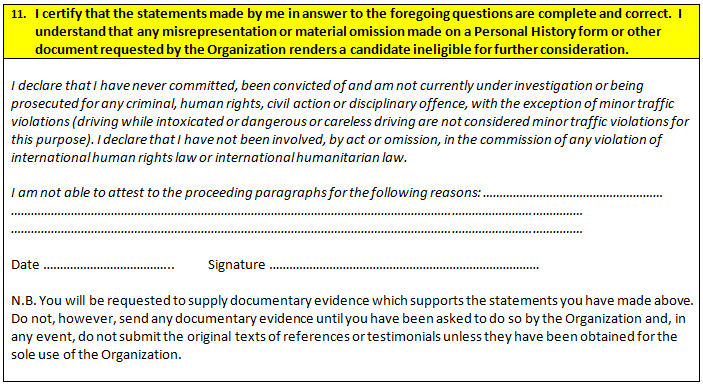 11. I certify that the statements made by me in answer to the foregoing questions are complete and correct. I
understand that any misrepresentation or material omission made on a Personal History form or other
document requested by the Organization renders a candidate ineligible for further consideration.
I declare that I have never committed, been convicted of and am not currently under investigation or being
prosecuted for any criminal, human rights, civil action or disciplinary offence, with the exception of minor traffic
violations (driving while intoxicated or dangerous or careless driving are not considered minor traffic violations for
this purpose). I declare that I have not been involved, by act or omission, in the commission of any violation of
international human rights law or international humanitarian law.
I am not able to attest to the proceeding paragraphs for the following reasons: ………………………………………………
………………………………………………………………………………………………………………………………………………………
………………………………………………………………………………………………………………………………………………………
Date ………………………………….. Signature ………………………………………………………………………
N.B. You will be requested to supply documentary evidence which supports the statements you have made above.
Do not, however, send any documentary evidence until you have been asked to do so by the Organization and, in
any event, do not submit the original texts of references or testimonials unless they have been obtained for the
sole use of the Organization.